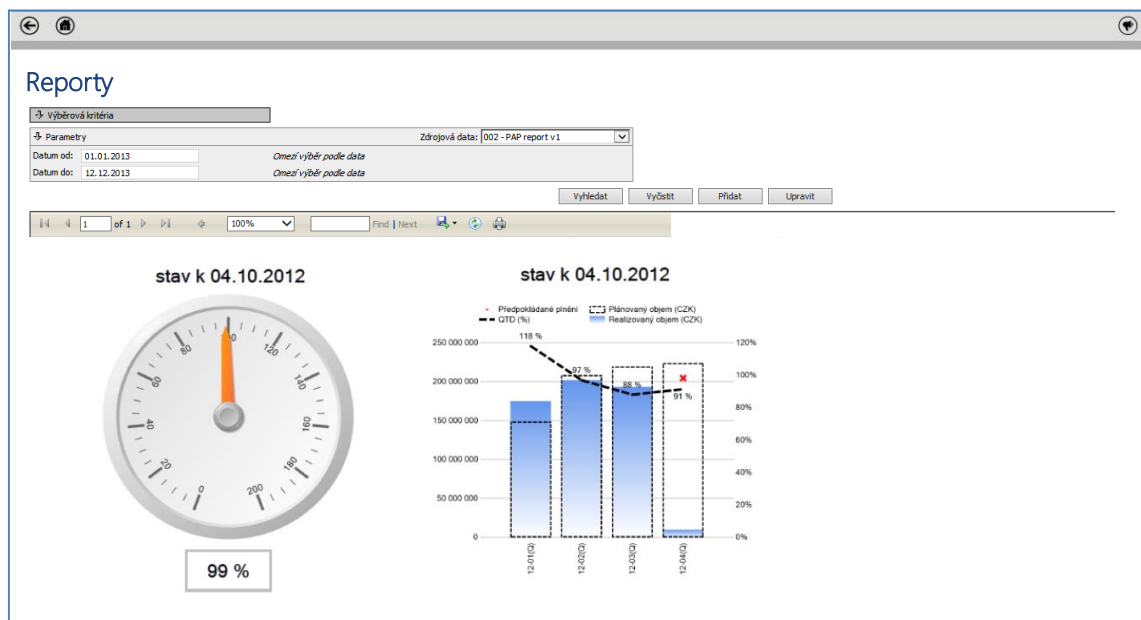 Reporty
Výběrová kritéria
Parametry Zdrojová data: 002 - PAP report v1
Datum od: 01.01.2013 Omezí výběr podle data
Datum do: 12.12.2013 Omezí výběr podle data
Vyhledat Vyčistit Přidat Upravit
1 of 1 100% Find | Next
stav k 04.10.2012
0 20 40 60 80 100 120 140 160 180 200
99 %
stav k 04.10.2012
Předpokládané plnění Plánovaný objem (CZK)
QTD (%) Realizovaný objem (CZK)
118 %
250 000 000 120%
97 % 100%
200 000 000 88 %
91 %
80%
150 000 000
60%
100 000 000
40%
50 000 000
20%
0 0%
12-01(Q) 12-02(Q) 12-03(Q) 12-04(Q)